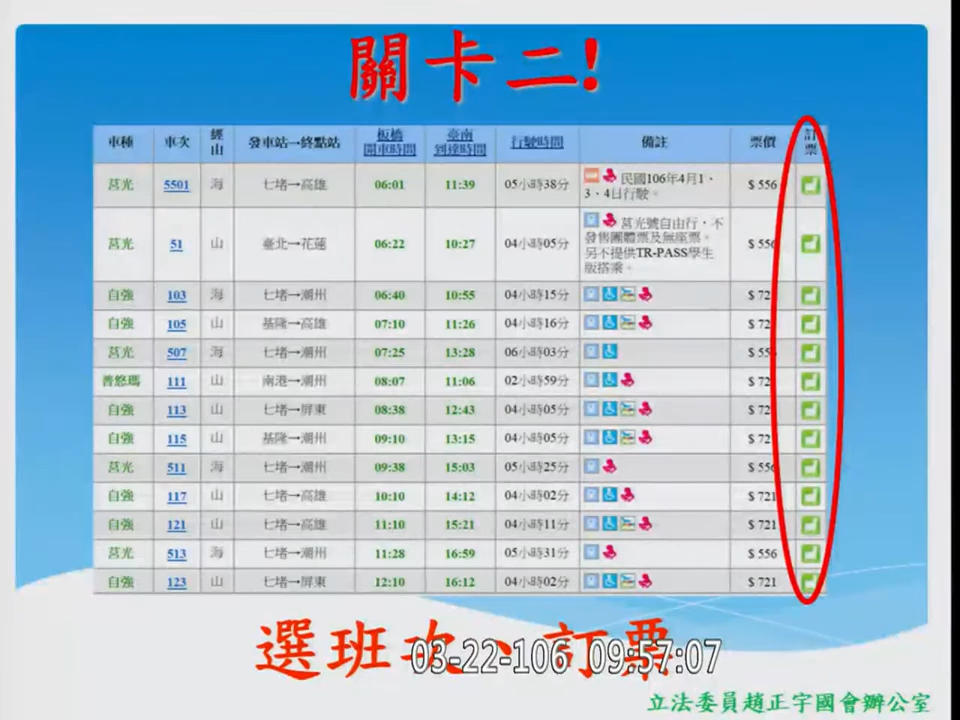 關卡二!
車種 車次 經山 發車站→終點站 板橋開車時間 臺南到達時間 行駛時間 備註 票價 訂票
莒光 5501 海 七堵→高雄 06:01 11:39 05小時38分 民國106年4月1、3、4日行駛。 $ 556
莒光 51 山 臺北→花蓮 06:22 10:27 04小時05分 莒光號自由行，不發售團體票及無座票。另不提供TR-PASS學生版搭乘。 $ 556
自強 103 海 七堵→潮州 06:40 10:55 04小時15分 $ 72
自強 105 山 基隆→高雄 07:10 11:26 04小時16分 $ 72
莒光 507 海 七堵→潮州 07:25 13:28 06小時03分 $ 55
普悠瑪 111 山 南港→潮州 08:07 11:06 02小時59分 $ 72
自強 113 山 七堵→屏東 08:38 12:43 04小時05分 $ 72
自強 115 山 基隆→潮州 09:10 13:15 04小時05分 $ 72
莒光 511 海 七堵→潮州 09:38 15:03 05小時25分 $ 556
自強 117 山 七堵→高雄 10:10 14:12 04小時02分 $ 721
自強 121 山 七堵→高雄 11:10 15:21 04小時11分 $ 721
莒光 513 海 七堵→潮州 11:28 16:59 05小時31分 $ 556
自強 123 山 七堵→屏東 12:10 16:12 04小時02分 $ 721
選班次、訂票
03-22-106 09:57:07
立法委員趙正宇國會辦公室